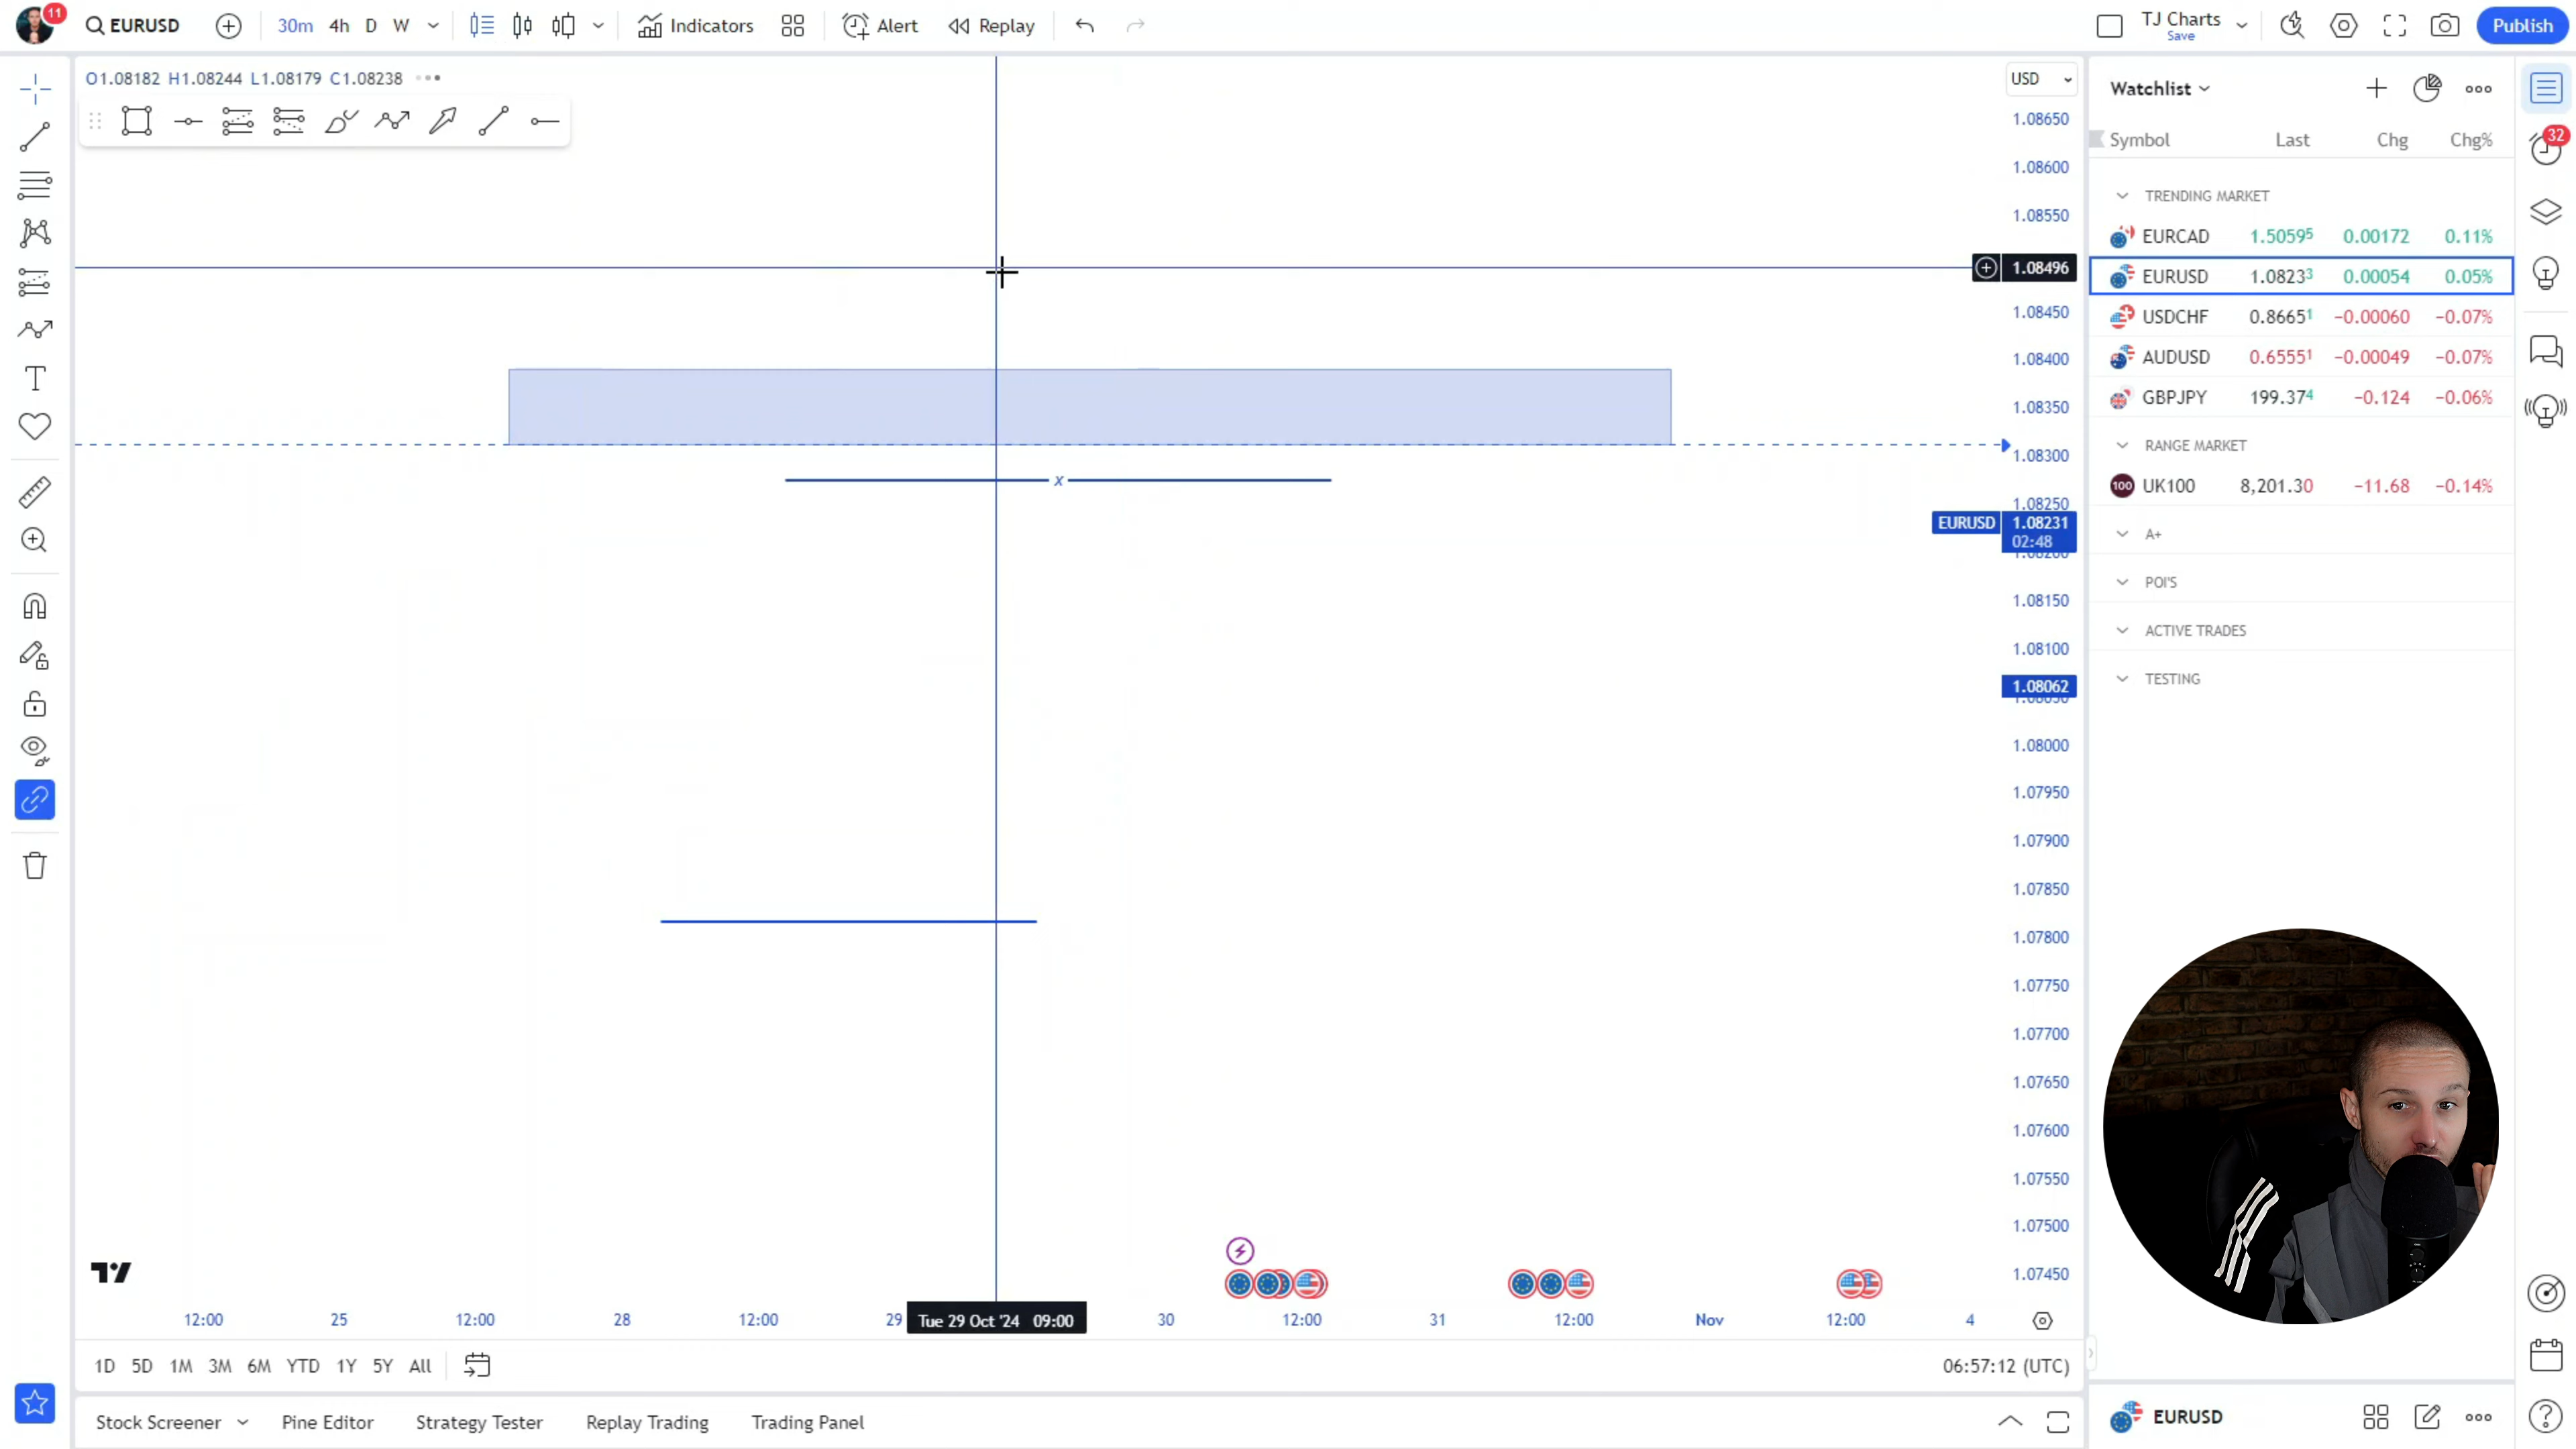 11
EURUSD
30m 4h D W
Indicators
Alert
Replay
TJ Charts
Save
Publish
O1.08182 H1.08244 L1.08179 C1.08238
USD
1.08650
1.08600
1.08550
1.08496
1.08450
1.08400
1.08350
1.08300
x
1.08250
EURUSD 1.08231
02:48
1.08200
1.08150
1.08100
1.08062
1.08050
1.08000
1.07950
1.07900
1.07850
1.07800
1.07750
1.07700
1.07650
1.07600
1.07550
1.07500
1.07450
12:00 25 12:00 28 12:00 29 Tue 29 Oct '24 09:00 30 12:00 31 12:00 Nov 12:00 4
1D 5D 1M 3M 6M YTD 1Y 5Y All
06:57:12 (UTC)
Stock Screener Pine Editor Strategy Tester Replay Trading Trading Panel
Watchlist
Symbol Last Chg Chg%
TRENDING MARKET
EURCAD 1.50595 0.00172 0.11%
EURUSD 1.08233 0.00054 0.05%
USDCHF 0.86651 −0.00060 −0.07%
AUDUSD 0.65551 −0.00049 −0.07%
GBPJPY 199.374 −0.124 −0.06%
RANGE MARKET
100 UK100 8,201.30 −11.68 −0.14%
A+
POI'S
ACTIVE TRADES
TESTING
EURUSD
32